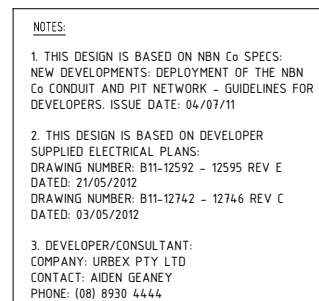 NOTES:
1. THIS DESIGN IS BASED ON NBN Co SPECS:
NEW DEVELOPMENTS: DEPLOYMENT OF THE NBN
Co CONDUIT AND PIT NETWORK - GUIDELINES FOR
DEVELOPERS. ISSUE DATE: 04/07/11
2. THIS DESIGN IS BASED ON DEVELOPER
SUPPLIED ELECTRICAL PLANS:
DRAWING NUMBER: B11-12592 - 12595 REV E
DATED: 21/05/2012
DRAWING NUMBER: B11-12742 - 12746 REV C
DATED: 03/05/2012
3. DEVELOPER/CONSULTANT:
COMPANY: URBEX PTY LTD
CONTACT: AIDEN GEANEY
PHONE: (08) 8930 4444